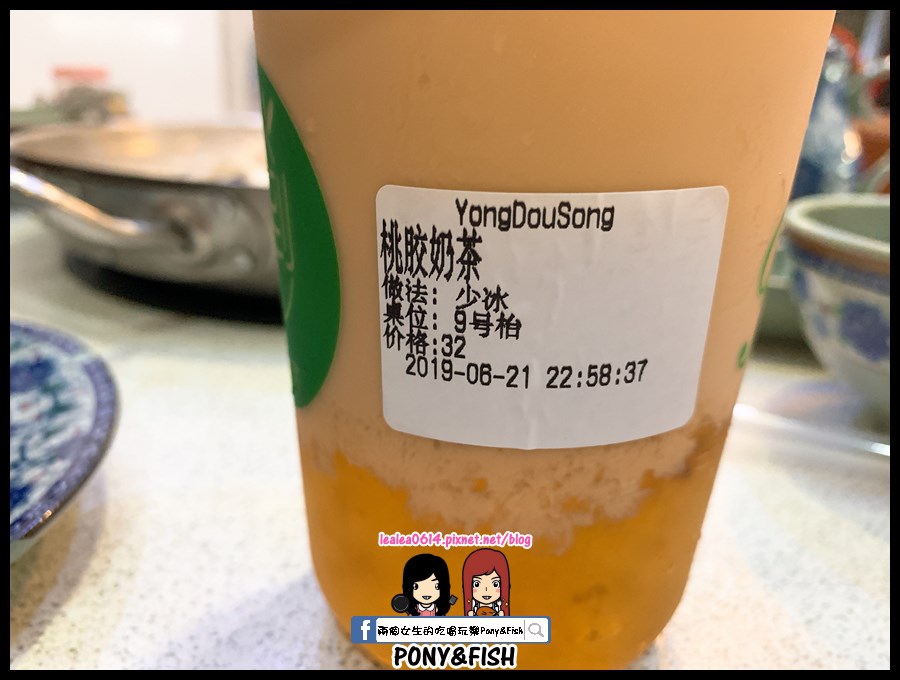 YongDouSong
桃胶奶茶
做法: 少冰
桌位: 9号柏
价格:32
2019-06-21 22:58:37
lealea0614.pixnet.net/blog
兩個女生的吃喝玩樂Pony&Fish
PONY&FISH